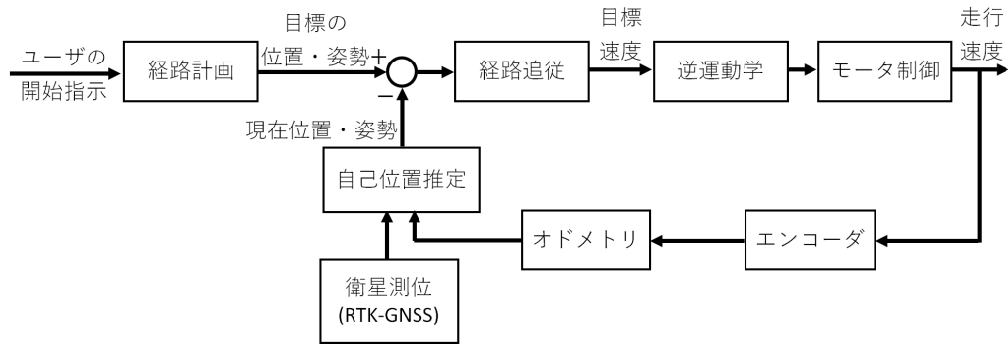 ユーザの
開始指示
経路計画
目標の
位置・姿勢+
−
経路追従
目標
速度
逆運動学
モータ制御
走行
速度
現在位置・姿勢
自己位置推定
オドメトリ
エンコーダ
衛星測位
(RTK-GNSS)